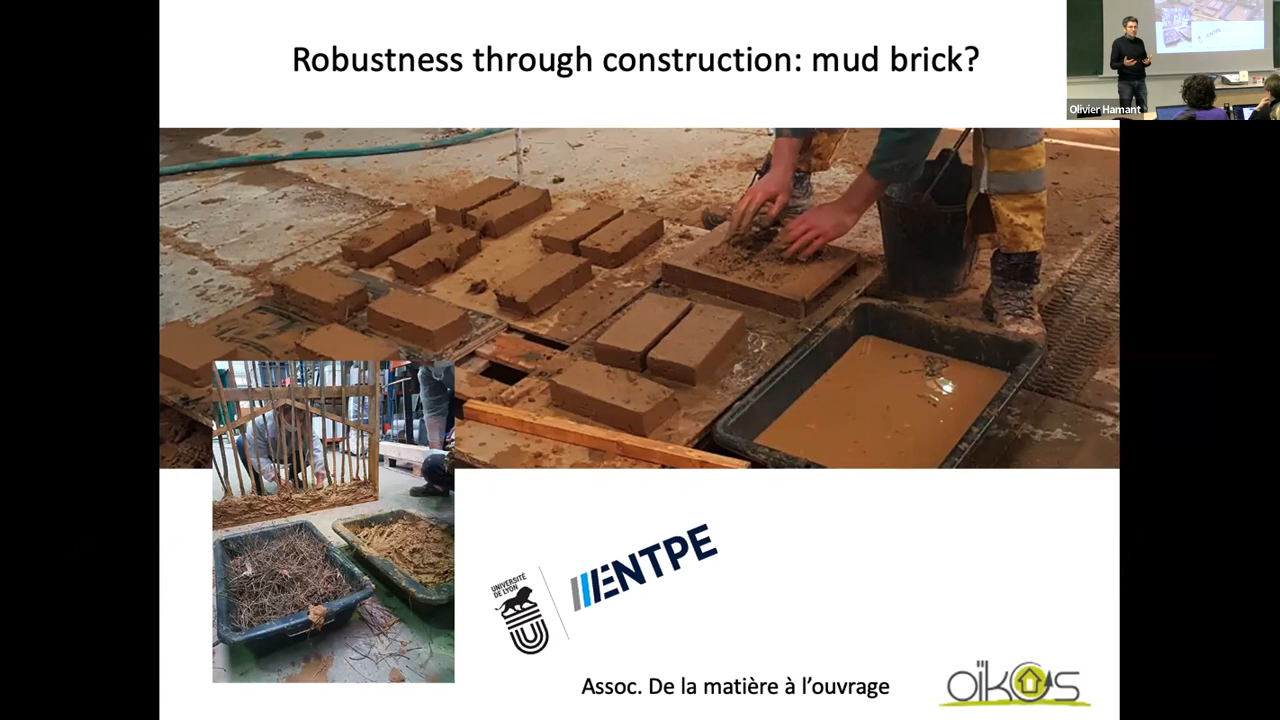 Robustness through construction: mud brick?
Olivier Hamant
UNIVERSITÉ
DE LYON
ENTPE
Assoc. De la matière à l’ouvrage
oïkos